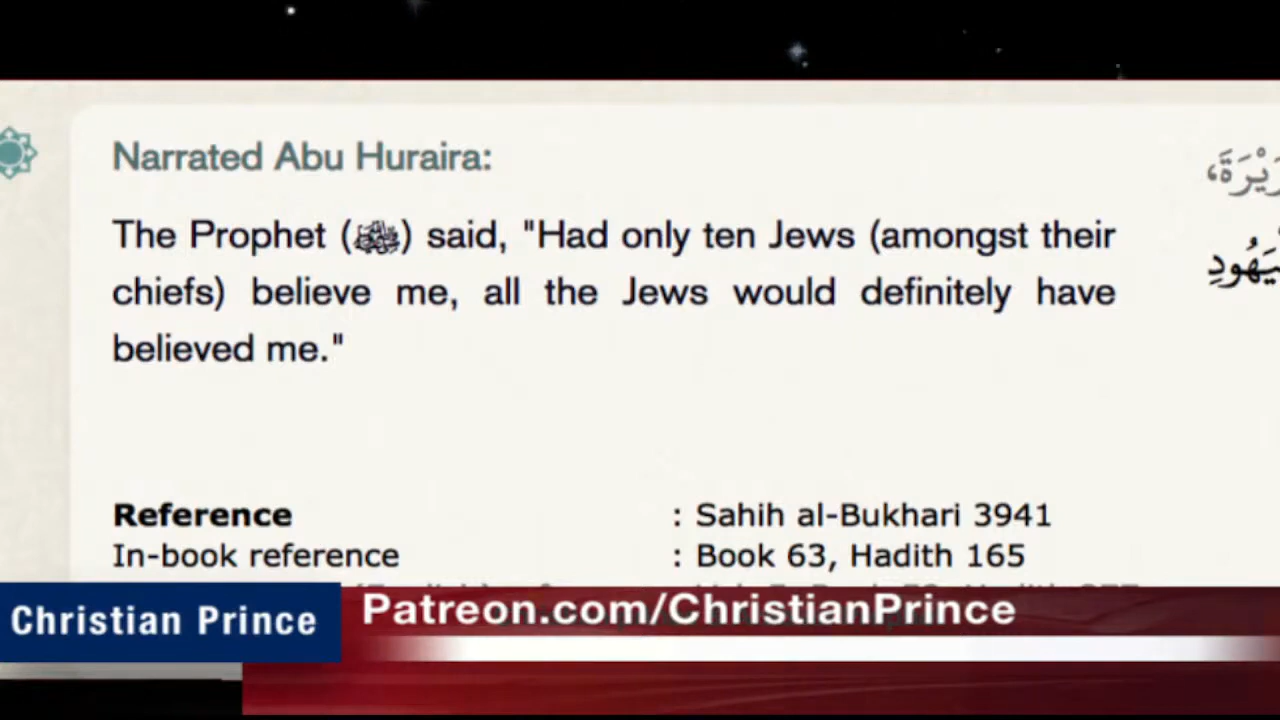 Narrated Abu Huraira:
The Prophet (ﷺ) said, "Had only ten Jews (amongst their
chiefs) believe me, all the Jews would definitely have
believed me."
Reference : Sahih al-Bukhari 3941
In-book reference : Book 63, Hadith 165
Christian Prince
Patreon.com/ChristianPrince